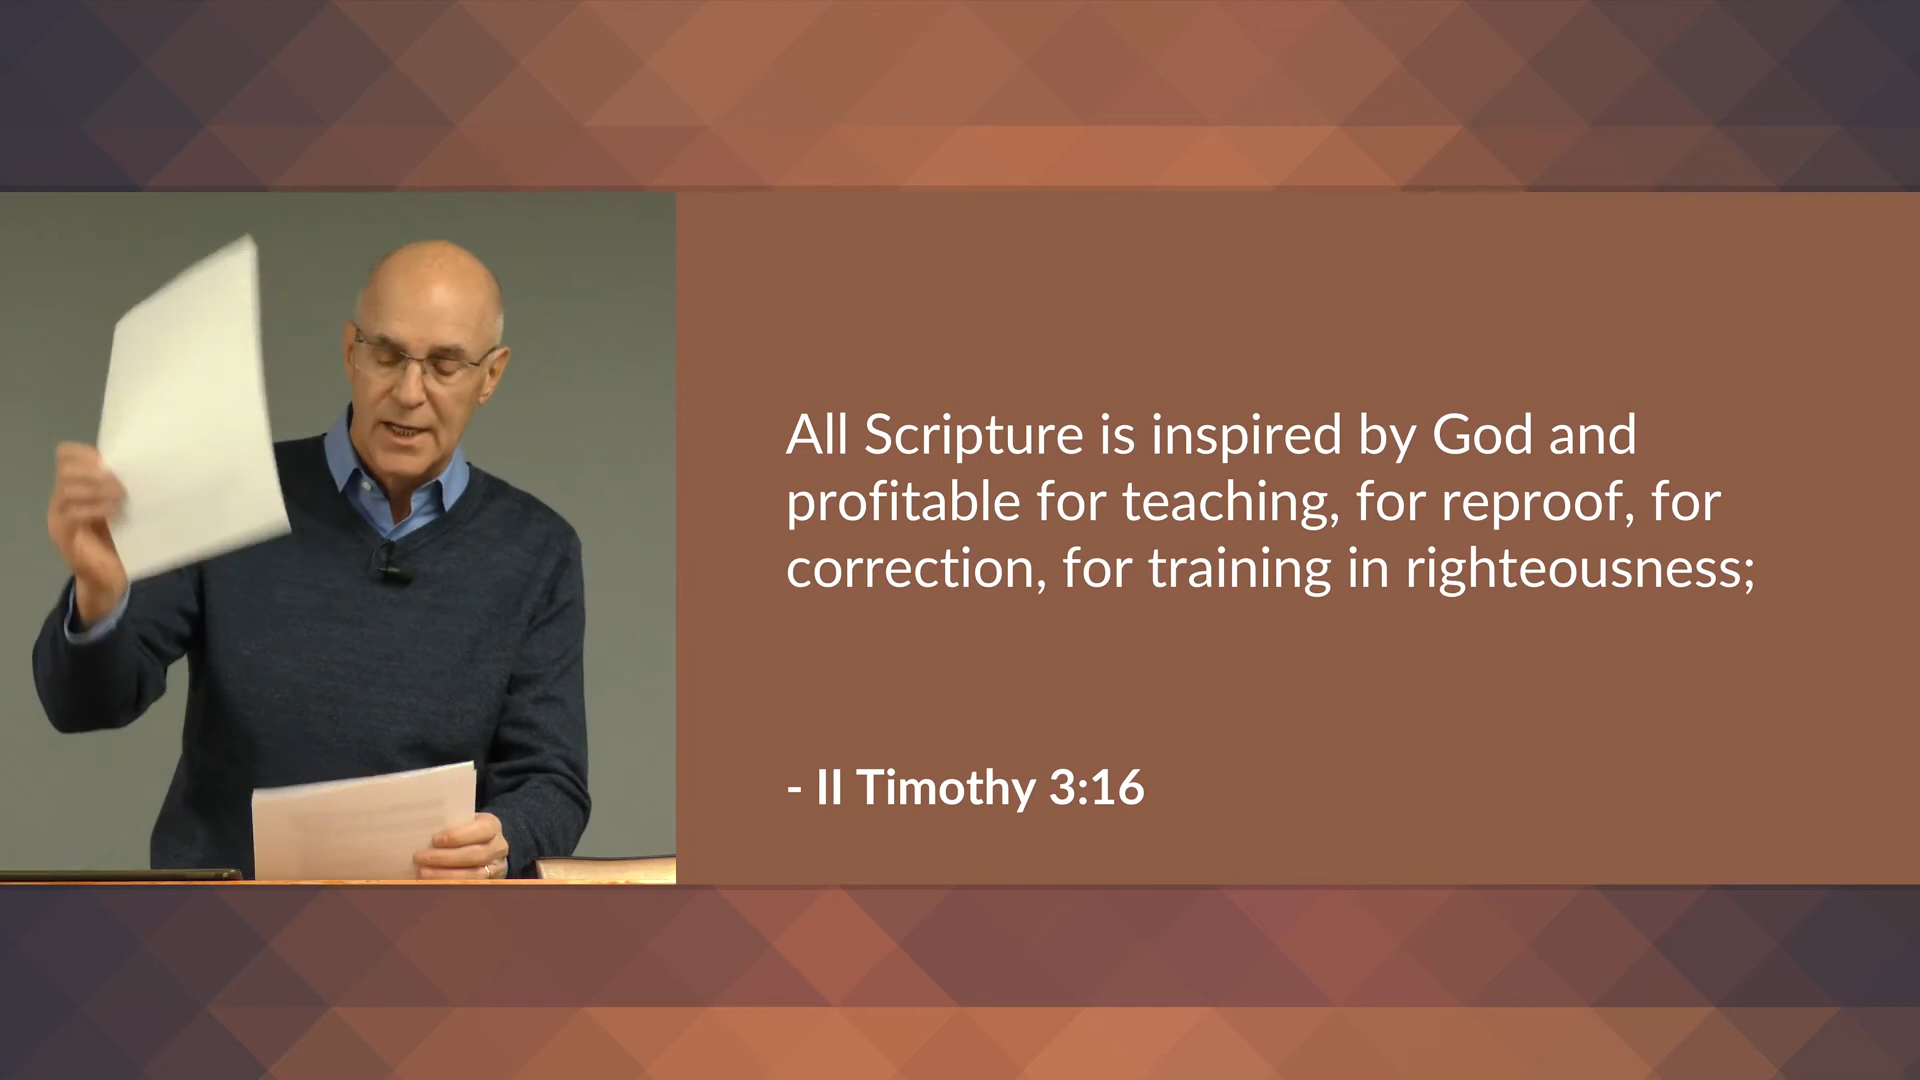 All Scripture is inspired by God and
profitable for teaching, for reproof, for
correction, for training in righteousness;
- II Timothy 3:16